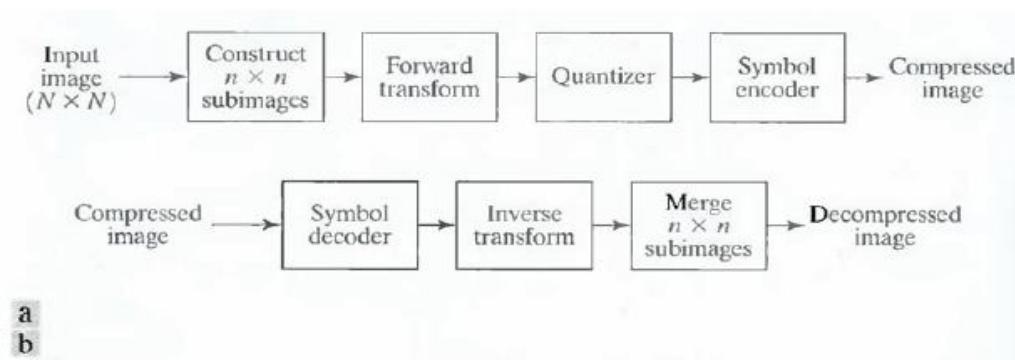 Input
image
(N × N)
Construct
n × n
subimages
Forward
transform
Quantizer
Symbol
encoder
Compressed
image
Compressed
image
Symbol
decoder
Inverse
transform
Merge
n × n
subimages
Decompressed
image
a
b